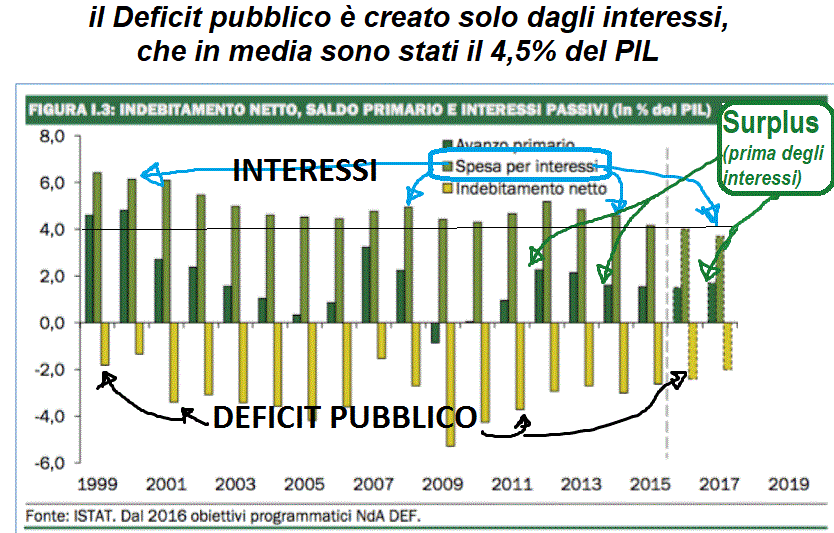 il Deficit pubblico è creato solo dagli interessi,
che in media sono stati il 4,5% del PIL
FIGURA I.3: INDEBITAMENTO NETTO, SALDO PRIMARIO E INTERESSI PASSIVI (in % del PIL)
Surplus
(prima degli
interessi)
8,0
6,0
4,0
2,0
0,0
-2,0
-4,0
-6,0
Avanzo primario
Spesa per interessi
Indebitamento netto
INTERESSI
DEFICIT PUBBLICO
1999 2001 2003 2005 2007 2009 2011 2013 2015 2017 2019
Fonte: ISTAT. Dal 2016 obiettivi programmatici NdA DEF.